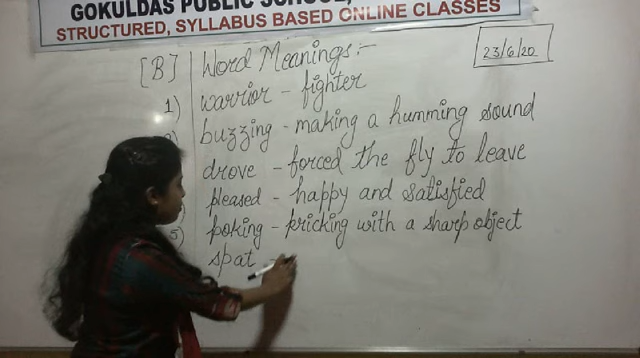 GOKULDAS PUBLIC SCHOOL,
STRUCTURED, SYLLABUS BASED ONLINE CLASSES
23/6/20
[B] Word Meanings:-
1) warrior - fighter
buzzing - making a humming sound
drove - forced the fly to leave
pleased - happy and satisfied
5) poking - pricking with a sharp object
spat -